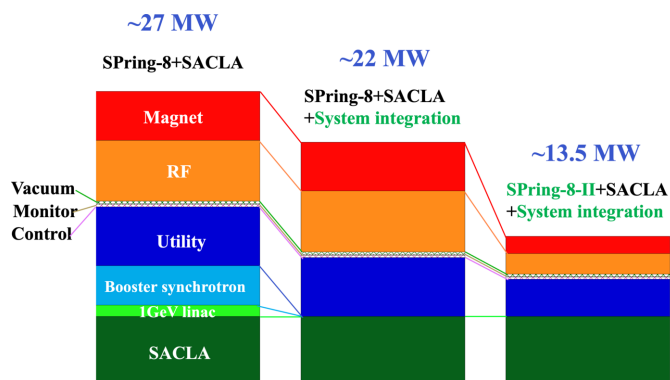 ~27 MW
SPring-8+SACLA
~22 MW
SPring-8+SACLA
+System integration
~13.5 MW
SPring-8-II+SACLA
+System integration
Magnet
RF
Vacuum
Monitor
Control
Utility
Booster synchrotron
1GeV linac
SACLA